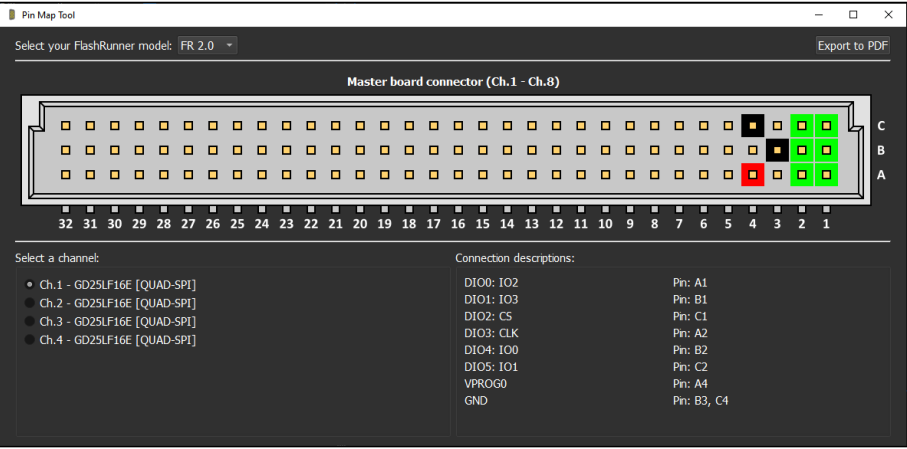 Pin Map Tool
Select your FlashRunner model: FR 2.0
Export to PDF
Master board connector (Ch.1 - Ch.8)
C
B
A
32 31 30 29 28 27 26 25 24 23 22 21 20 19 18 17 16 15 14 13 12 11 10 9 8 7 6 5 4 3 2 1
Select a channel:
Ch.1 - GD25LF16E [QUAD-SPI]
Ch.2 - GD25LF16E [QUAD-SPI]
Ch.3 - GD25LF16E [QUAD-SPI]
Ch.4 - GD25LF16E [QUAD-SPI]
Connection descriptions:
DIO0: IO2 Pin: A1
DIO1: IO3 Pin: B1
DIO2: CS Pin: C1
DIO3: CLK Pin: A2
DIO4: IO0 Pin: B2
DIO5: IO1 Pin: C2
VPROG0 Pin: A4
GND Pin: B3, C4